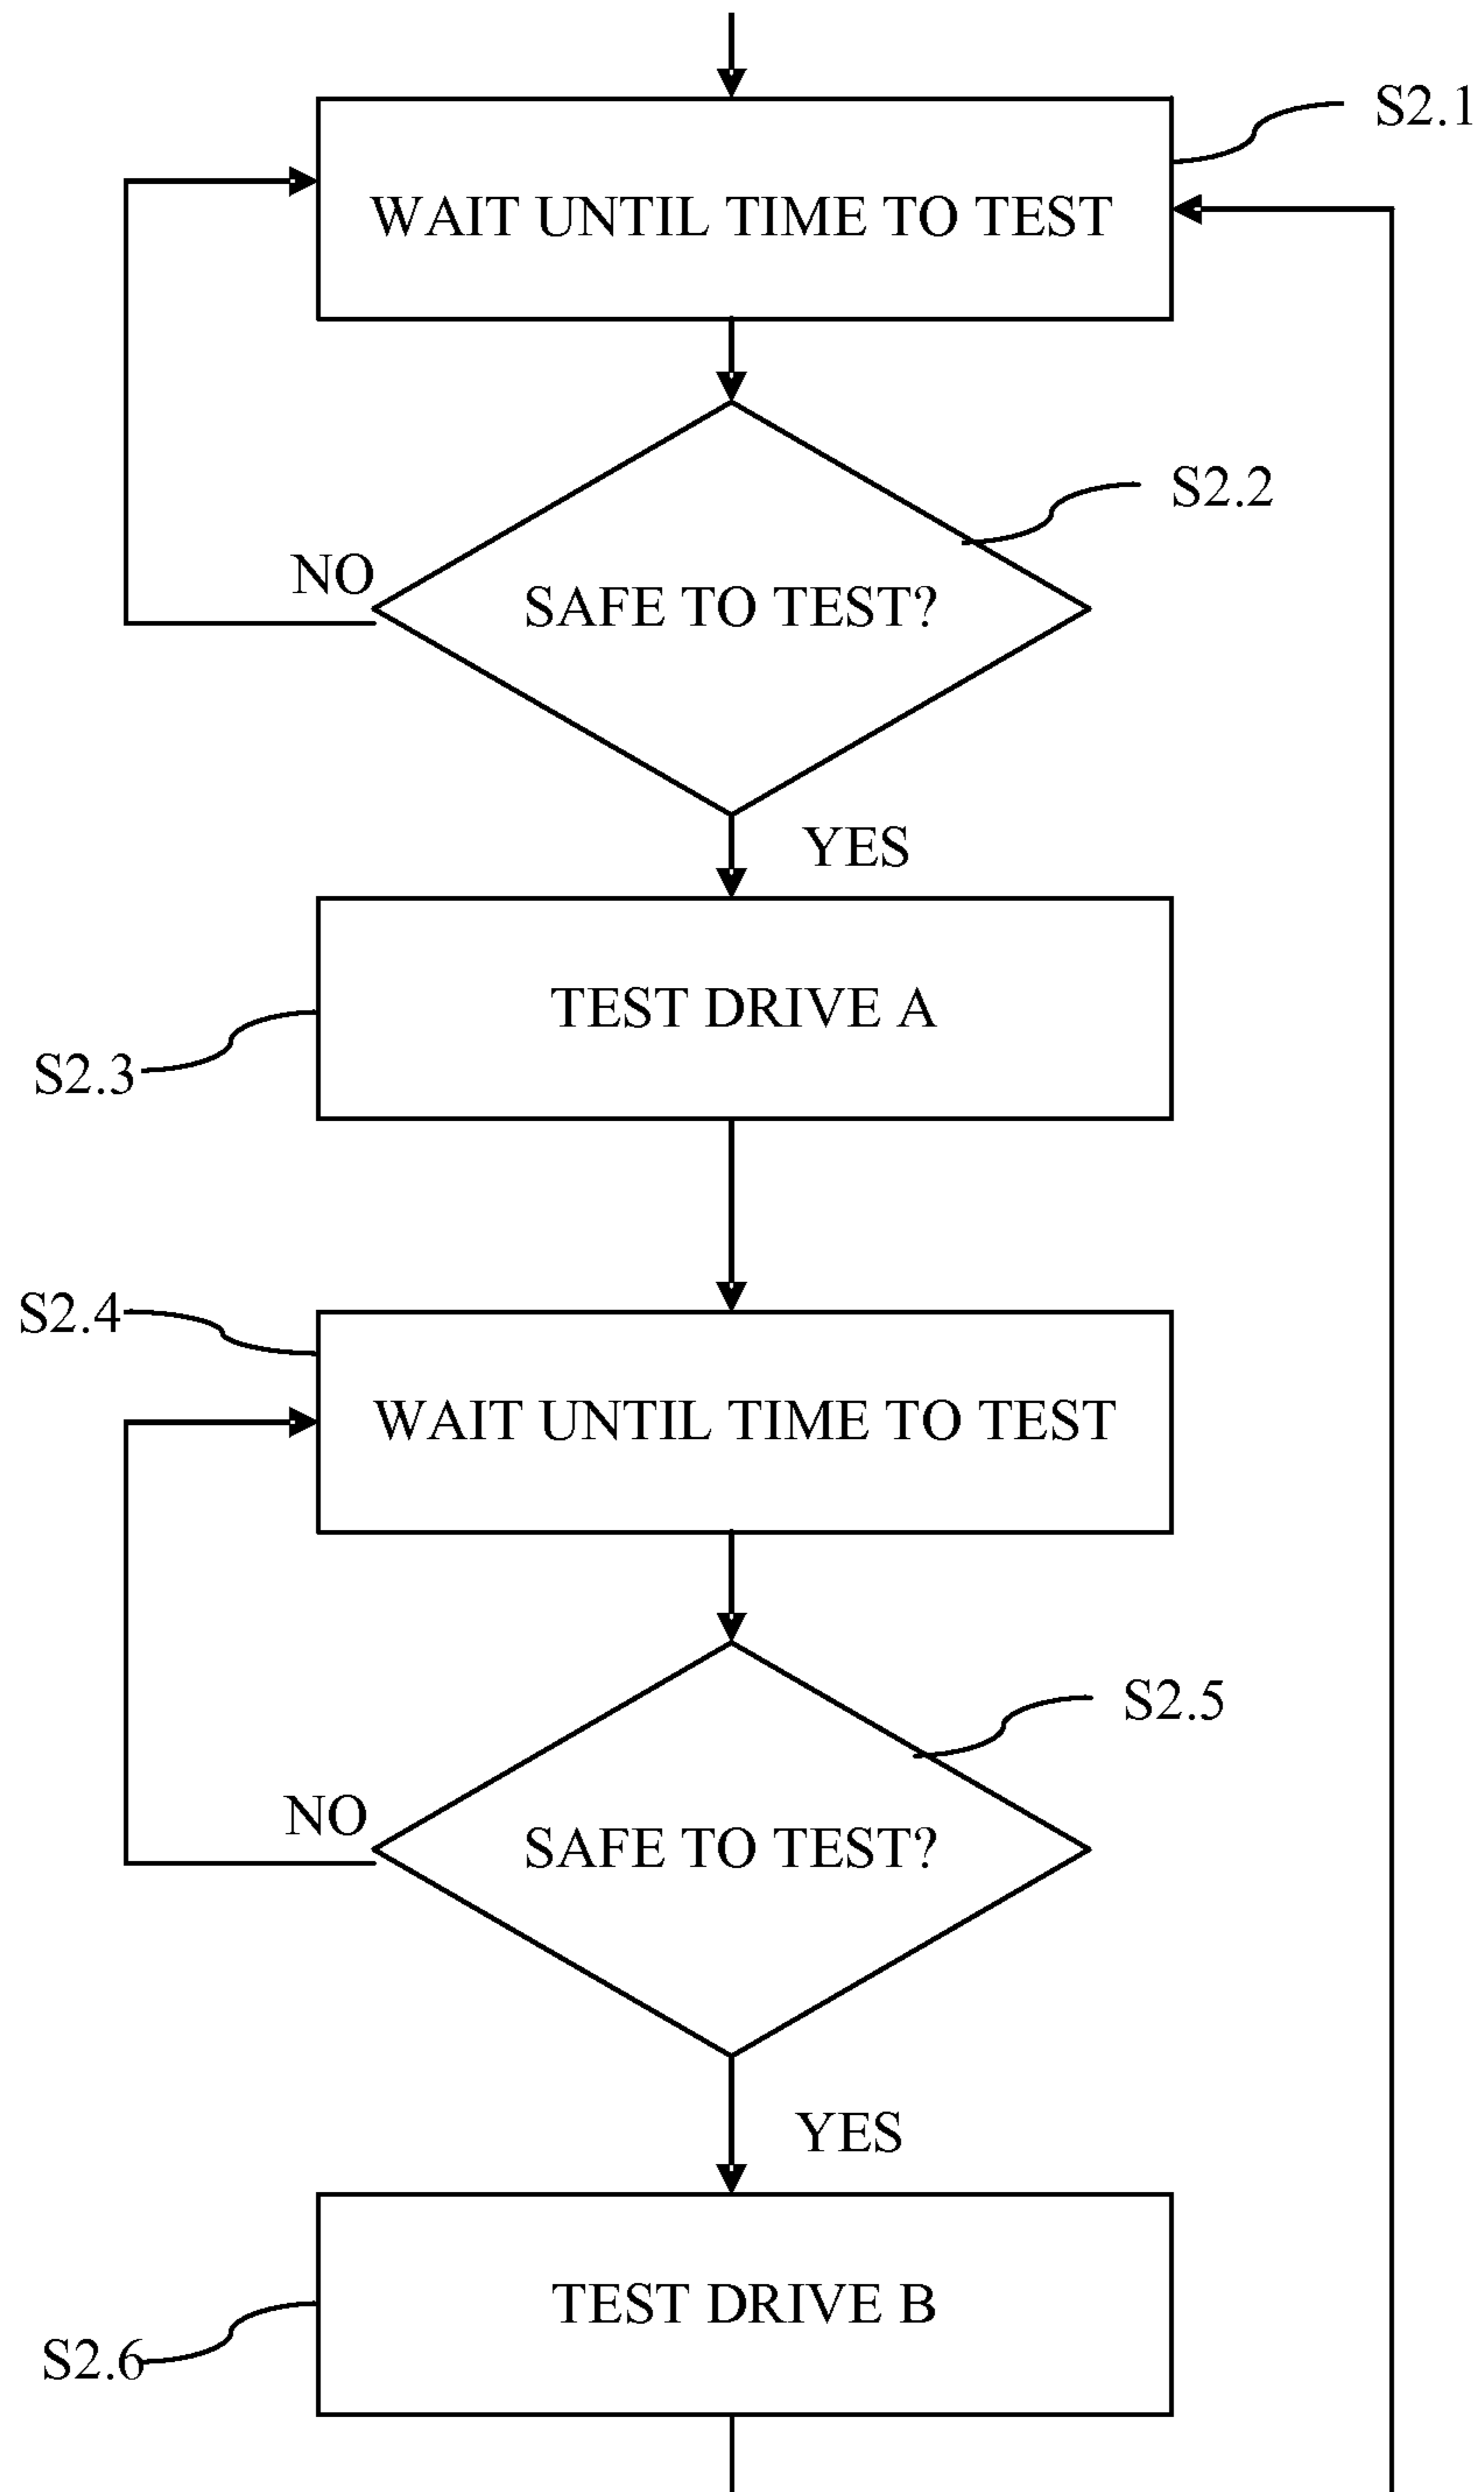 S2.1
WAIT UNTIL TIME TO TEST
S2.2
NO
SAFE TO TEST?
YES
TEST DRIVE A
S2.3
S2.4
WAIT UNTIL TIME TO TEST
S2.5
NO
SAFE TO TEST?
YES
TEST DRIVE B
S2.6